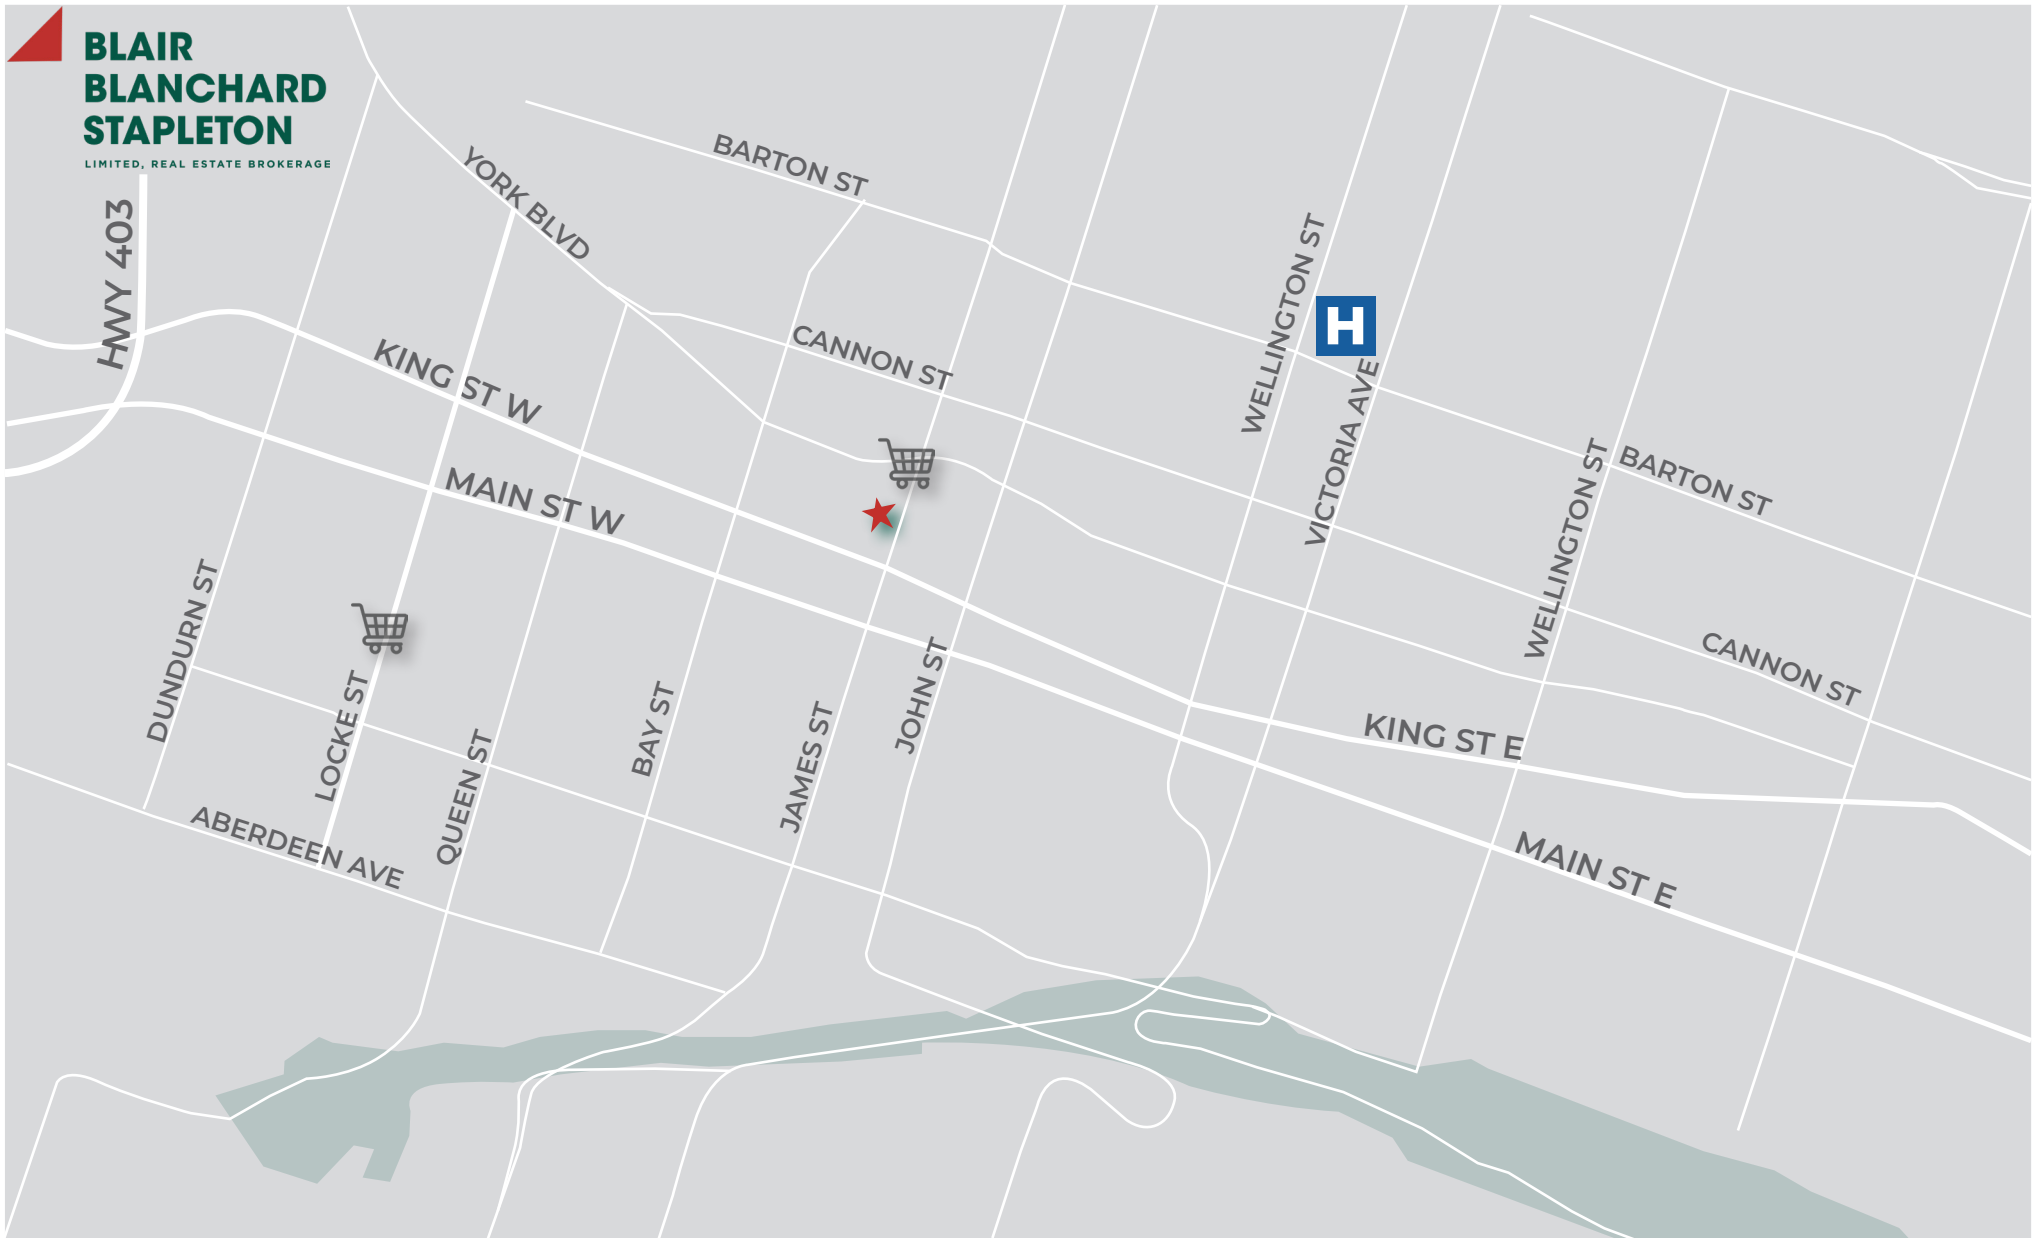 BLAIR
BLANCHARD
STAPLETON
LIMITED, REAL ESTATE BROKERAGE
HWY 403
YORK BLVD
BARTON ST
CANNON ST
KING ST W
MAIN ST W
WELLINGTON ST
H
VICTORIA AVE
WELLINGTON ST
BARTON ST
DUNDURN ST
LOCKE ST
QUEEN ST
BAY ST
JAMES ST
JOHN ST
CANNON ST
KING ST E
MAIN ST E
ABERDEEN AVE